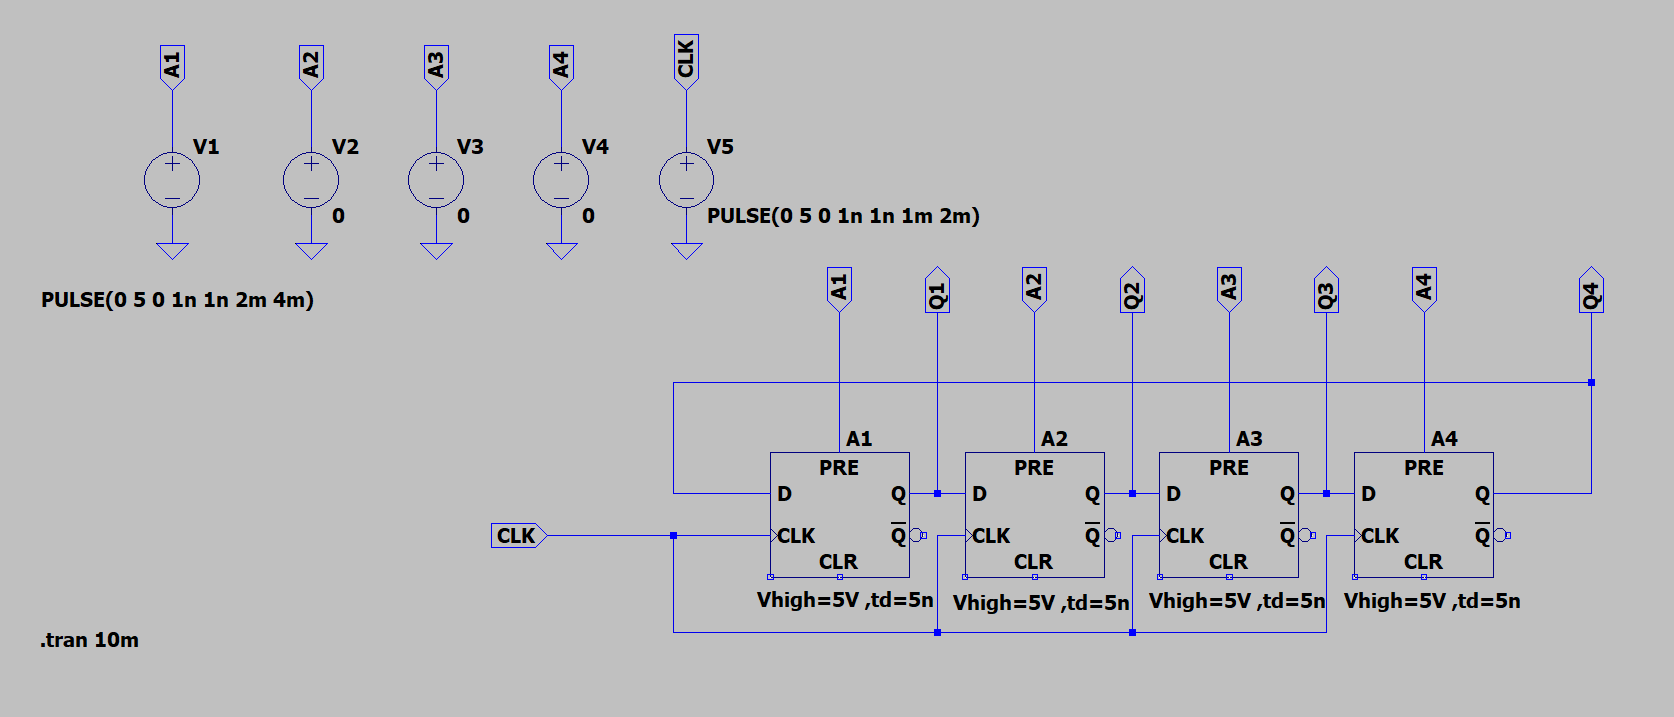 A1
A2
A3
A4
CLK
V1
V2
V3
V4
V5
0
0
0
PULSE(0 5 0 1n 1n 1m 2m)
PULSE(0 5 0 1n 1n 2m 4m)
A1
Q1
A2
Q2
A3
Q3
A4
Q4
A1
A2
A3
A4
PRE
PRE
PRE
PRE
D
Q
D
Q
D
Q
D
Q
CLK
CLK
Q
CLK
Q
CLK
Q
CLK
Q
CLR
CLR
CLR
CLR
Vhigh=5V ,td=5n
Vhigh=5V ,td=5n
Vhigh=5V ,td=5n
Vhigh=5V ,td=5n
.tran 10m